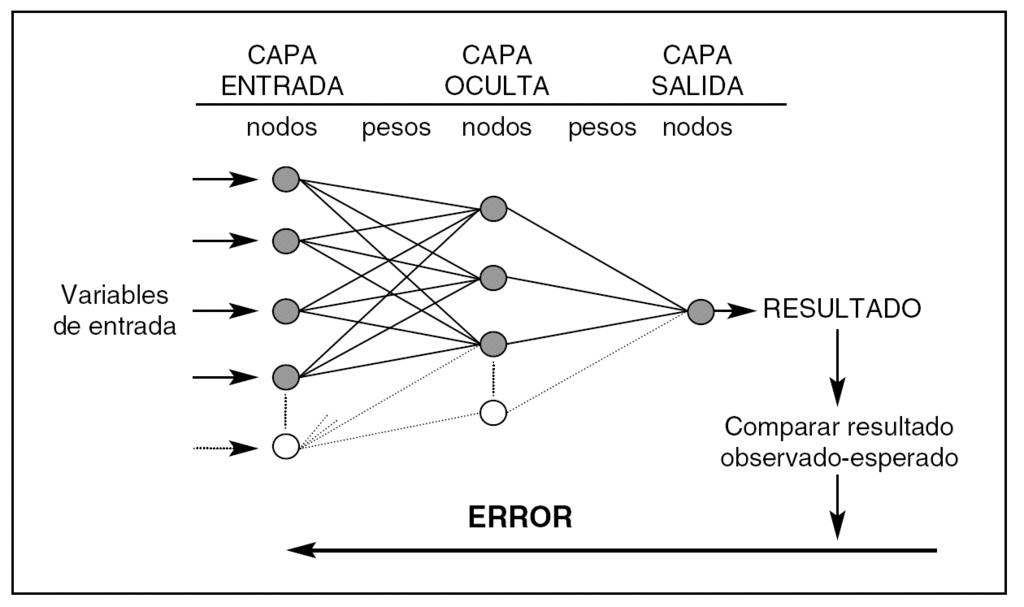 CAPA
ENTRADA
CAPA
OCULTA
CAPA
SALIDA
nodos
pesos
nodos
pesos
nodos
Variables
de entrada
RESULTADO
Comparar resultado
observado-esperado
ERROR